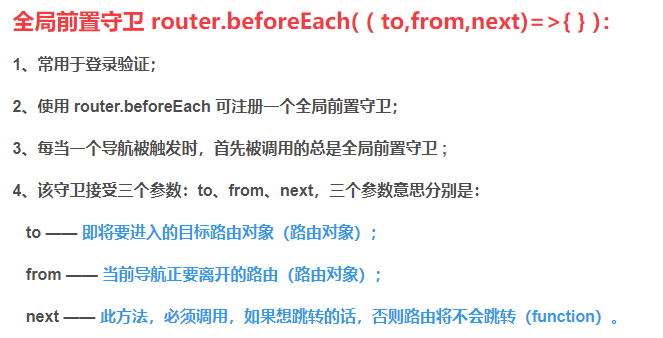 全局前置守卫 router.beforeEach( ( to,from,next)=>{ } ):
1、常用于登录验证；
2、使用 router.beforeEach 可注册一个全局前置守卫；
3、每当一个导航被触发时，首先被调用的总是全局前置守卫 ;
4、该守卫接受三个参数：to、from、next，三个参数意思分别是：
to —— 即将要进入的目标路由对象（路由对象）；
from —— 当前导航正要离开的路由（路由对象）；
next —— 此方法，必须调用，如果想跳转的话，否则路由将不会跳转（function）。